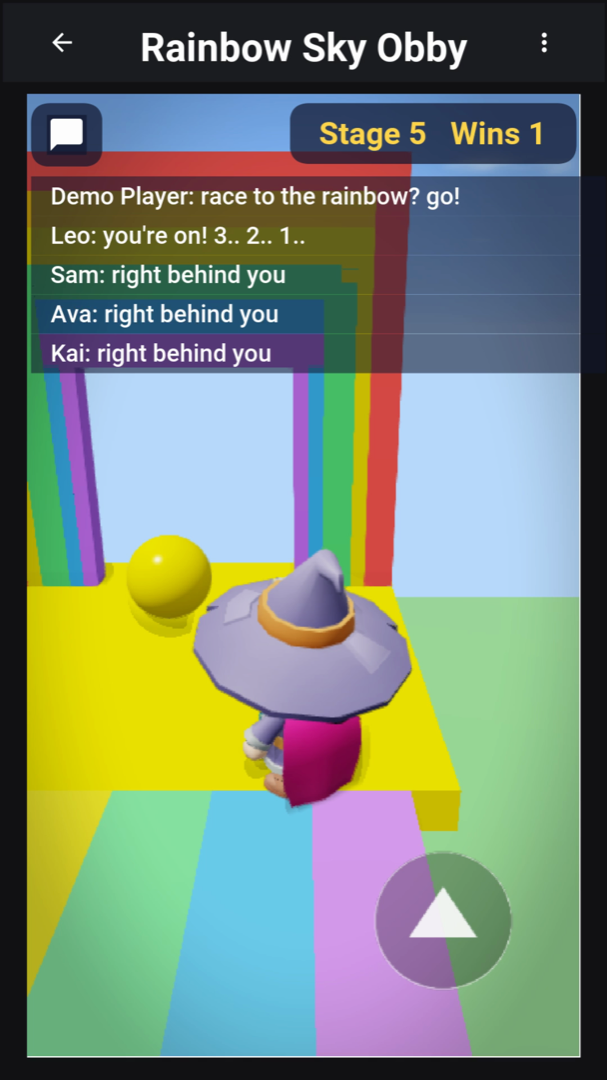 Rainbow Sky Obby
Stage 5 Wins 1
Demo Player: race to the rainbow? go!
Leo: you're on! 3.. 2.. 1..
Sam: right behind you
Ava: right behind you
Kai: right behind you